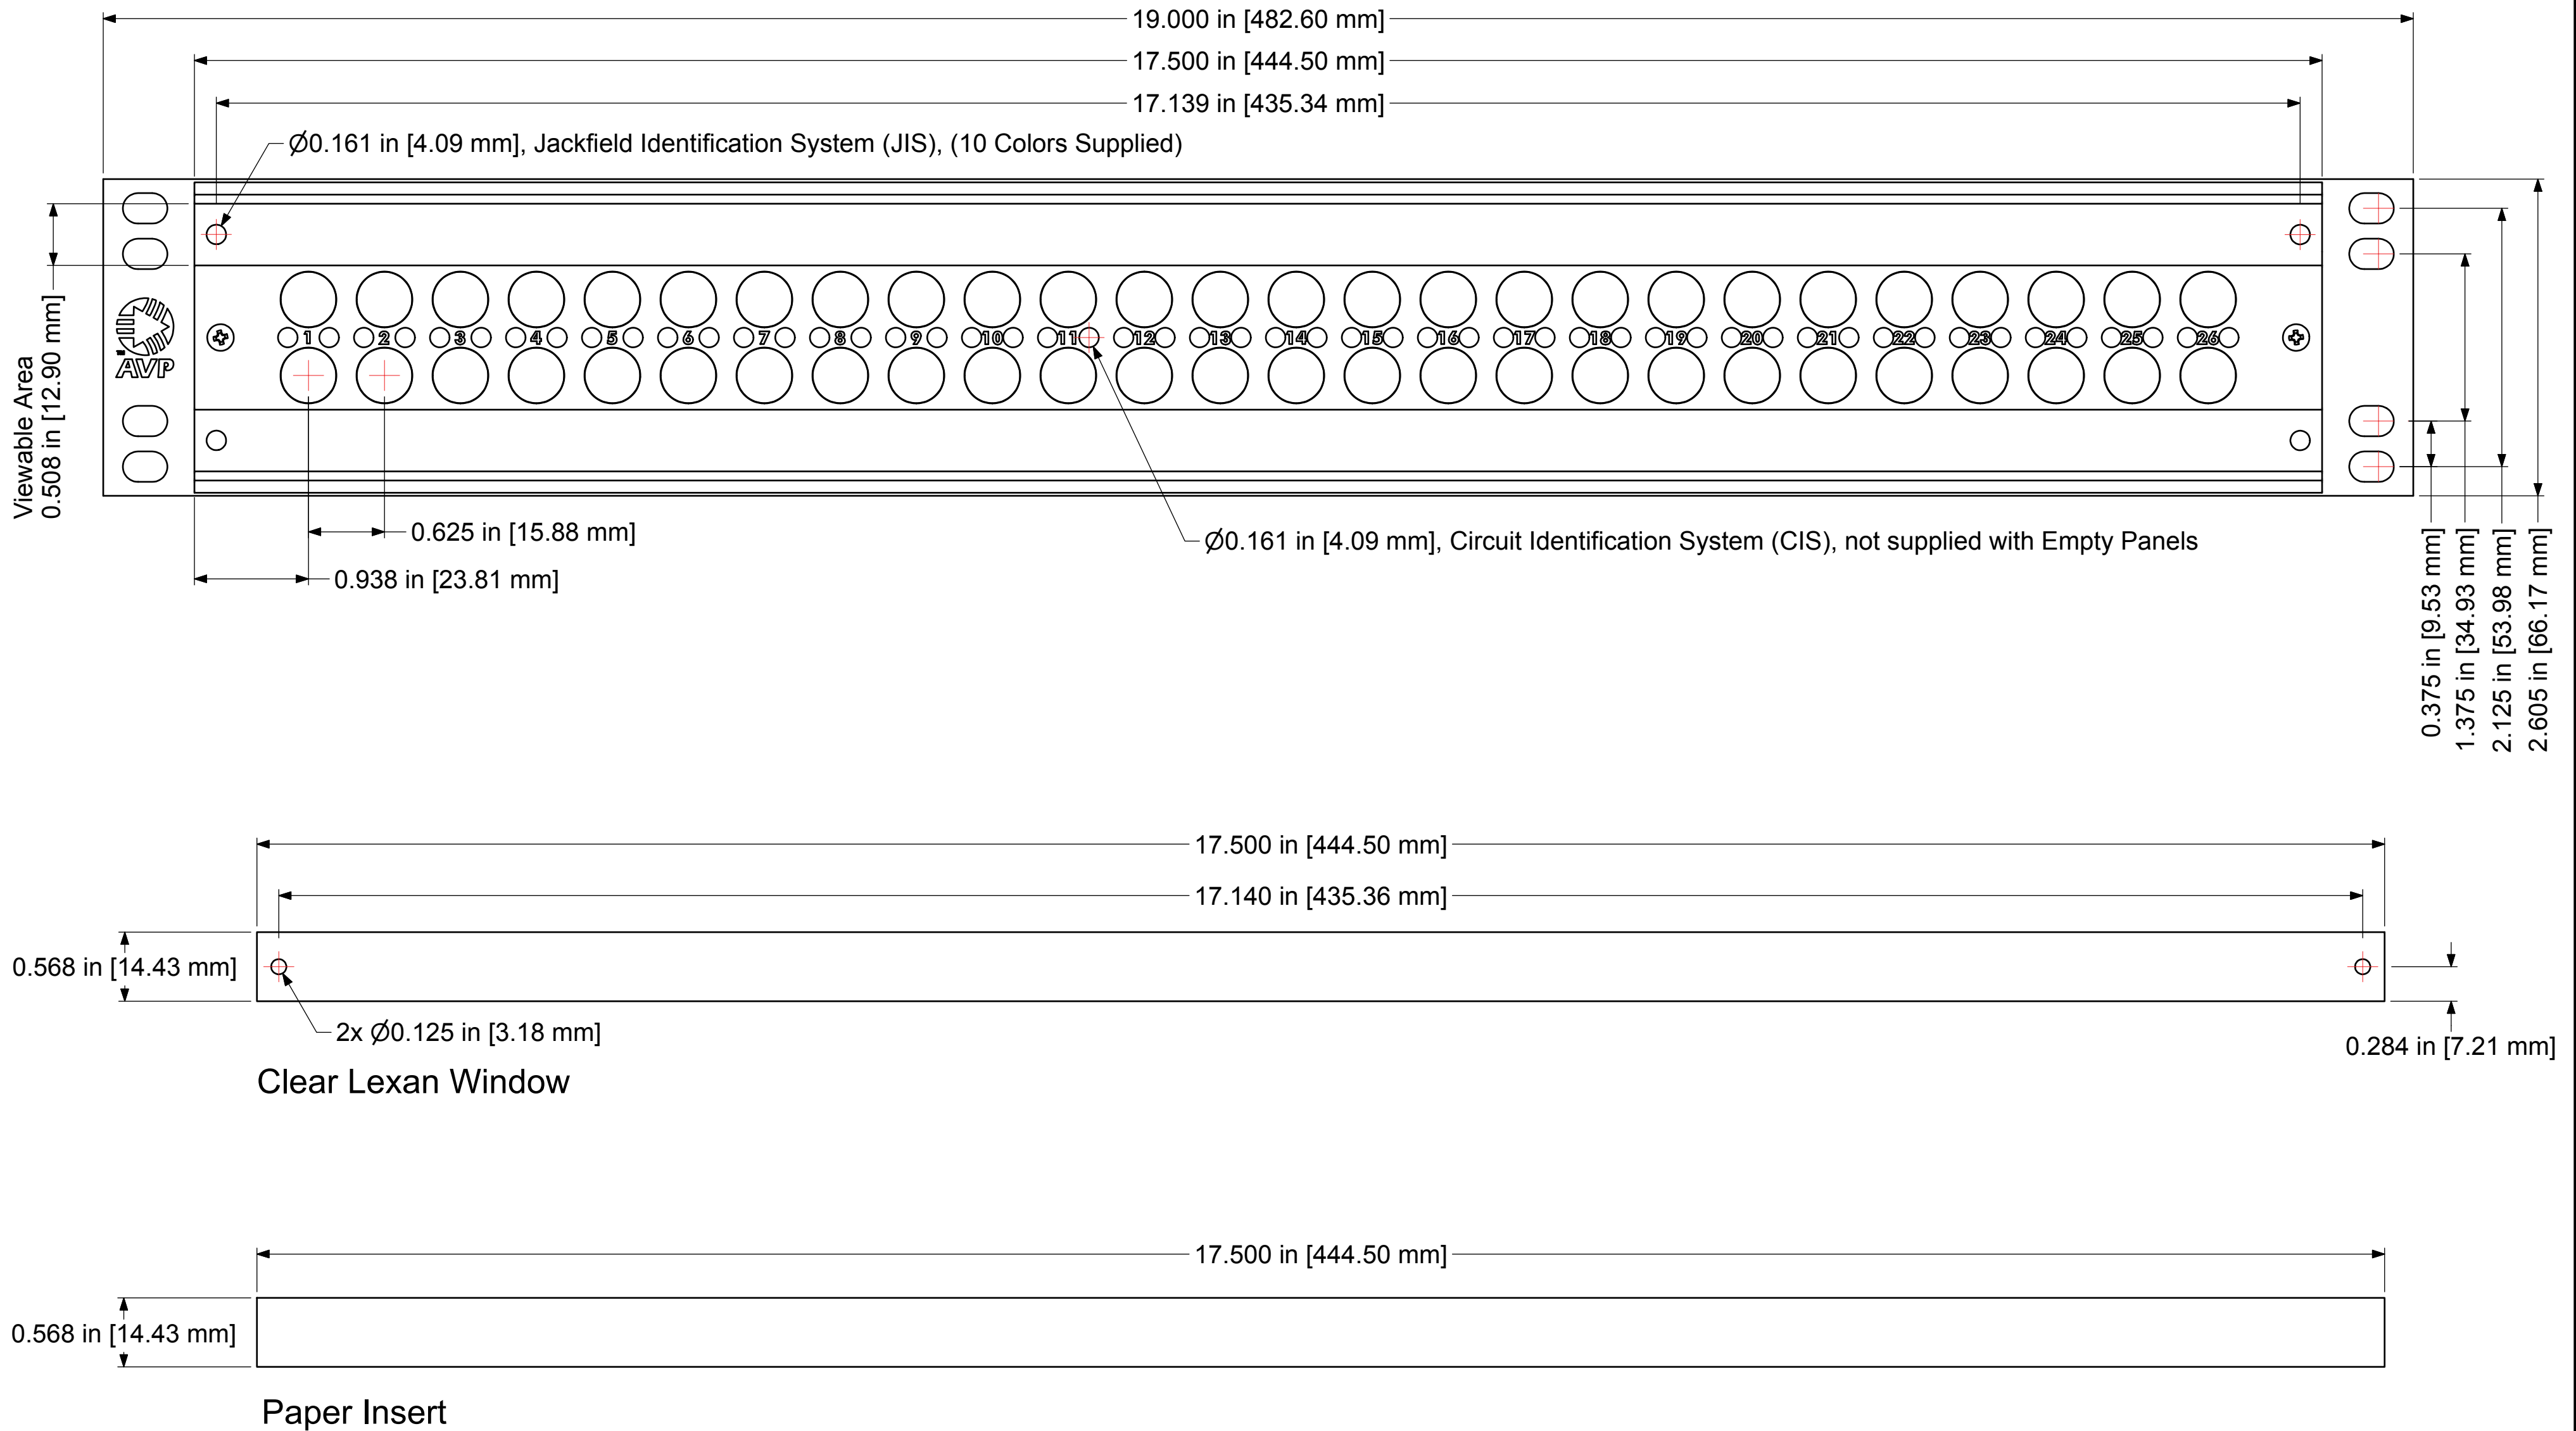 19.000 in [482.60 mm]
17.500 in [444.50 mm]
17.139 in [435.34 mm]
Ø0.161 in [4.09 mm], Jackfield Identification System (JIS), (10 Colors Supplied)
Viewable Area
0.508 in [12.90 mm]
AVP
1 2 3 4 5 6 7 8 9 10 11 12 13 14 15 16 17 18 19 20 21 22 23 24 25 26
0.625 in [15.88 mm]
0.938 in [23.81 mm]
Ø0.161 in [4.09 mm], Circuit Identification System (CIS), not supplied with Empty Panels
0.375 in [9.53 mm]
1.375 in [34.93 mm]
2.125 in [53.98 mm]
2.605 in [66.17 mm]
17.500 in [444.50 mm]
17.140 in [435.36 mm]
0.568 in [14.43 mm]
2x Ø0.125 in [3.18 mm]
0.284 in [7.21 mm]
Clear Lexan Window
17.500 in [444.50 mm]
0.568 in [14.43 mm]
Paper Insert